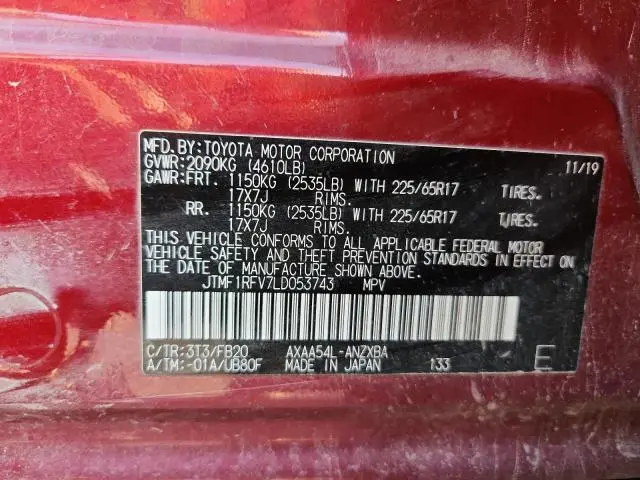 MFD.BY:TOYOTA MOTOR CORPORATION 11/19
GVWR:2090KG (4610LB)
GAWR:FRT. 1150KG (2535LB) WITH 225/65R17 TIRES.
17X7J RIMS.
RR. 1150KG (2535LB) WITH 225/65R17 TIRES.
17X7J RIMS.
THIS VEHICLE CONFORMS TO ALL APPLICABLE FEDERAL MOTOR
VEHICLE SAFETY AND THEFT PREVENTION STANDARDS IN EFFECT ON
THE DATE OF MANUFACTURE SHOWN ABOVE.
JTMF1RFV7LD053743 MPV
C/TR:3T3/FB20 AXAA54L-ANZXBA E
A/TM:-01A/UB80F MADE IN JAPAN 133